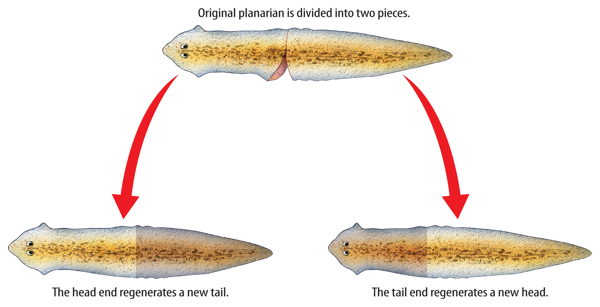 Original planarian is divided into two pieces.
The head end regenerates a new tail.
The tail end regenerates a new head.